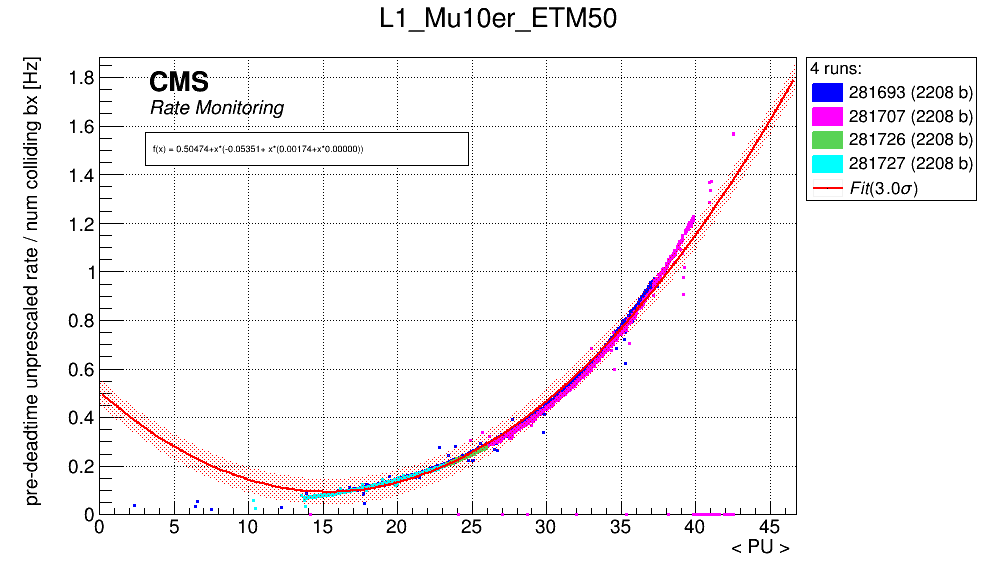 L1_Mu10er_ETM50
pre-deadtime unprescaled rate / num colliding bx [Hz]
CMS
Rate Monitoring
f(x) = 0.50474+x*(-0.05351+ x*(0.00174+x*0.00000))
1.8
1.6
1.4
1.2
1
0.8
0.6
0.4
0.2
0
0 5 10 15 20 25 30 35 40 45
< PU >
4 runs:
281693 (2208 b)
281707 (2208 b)
281726 (2208 b)
281727 (2208 b)
Fit(3.0σ)